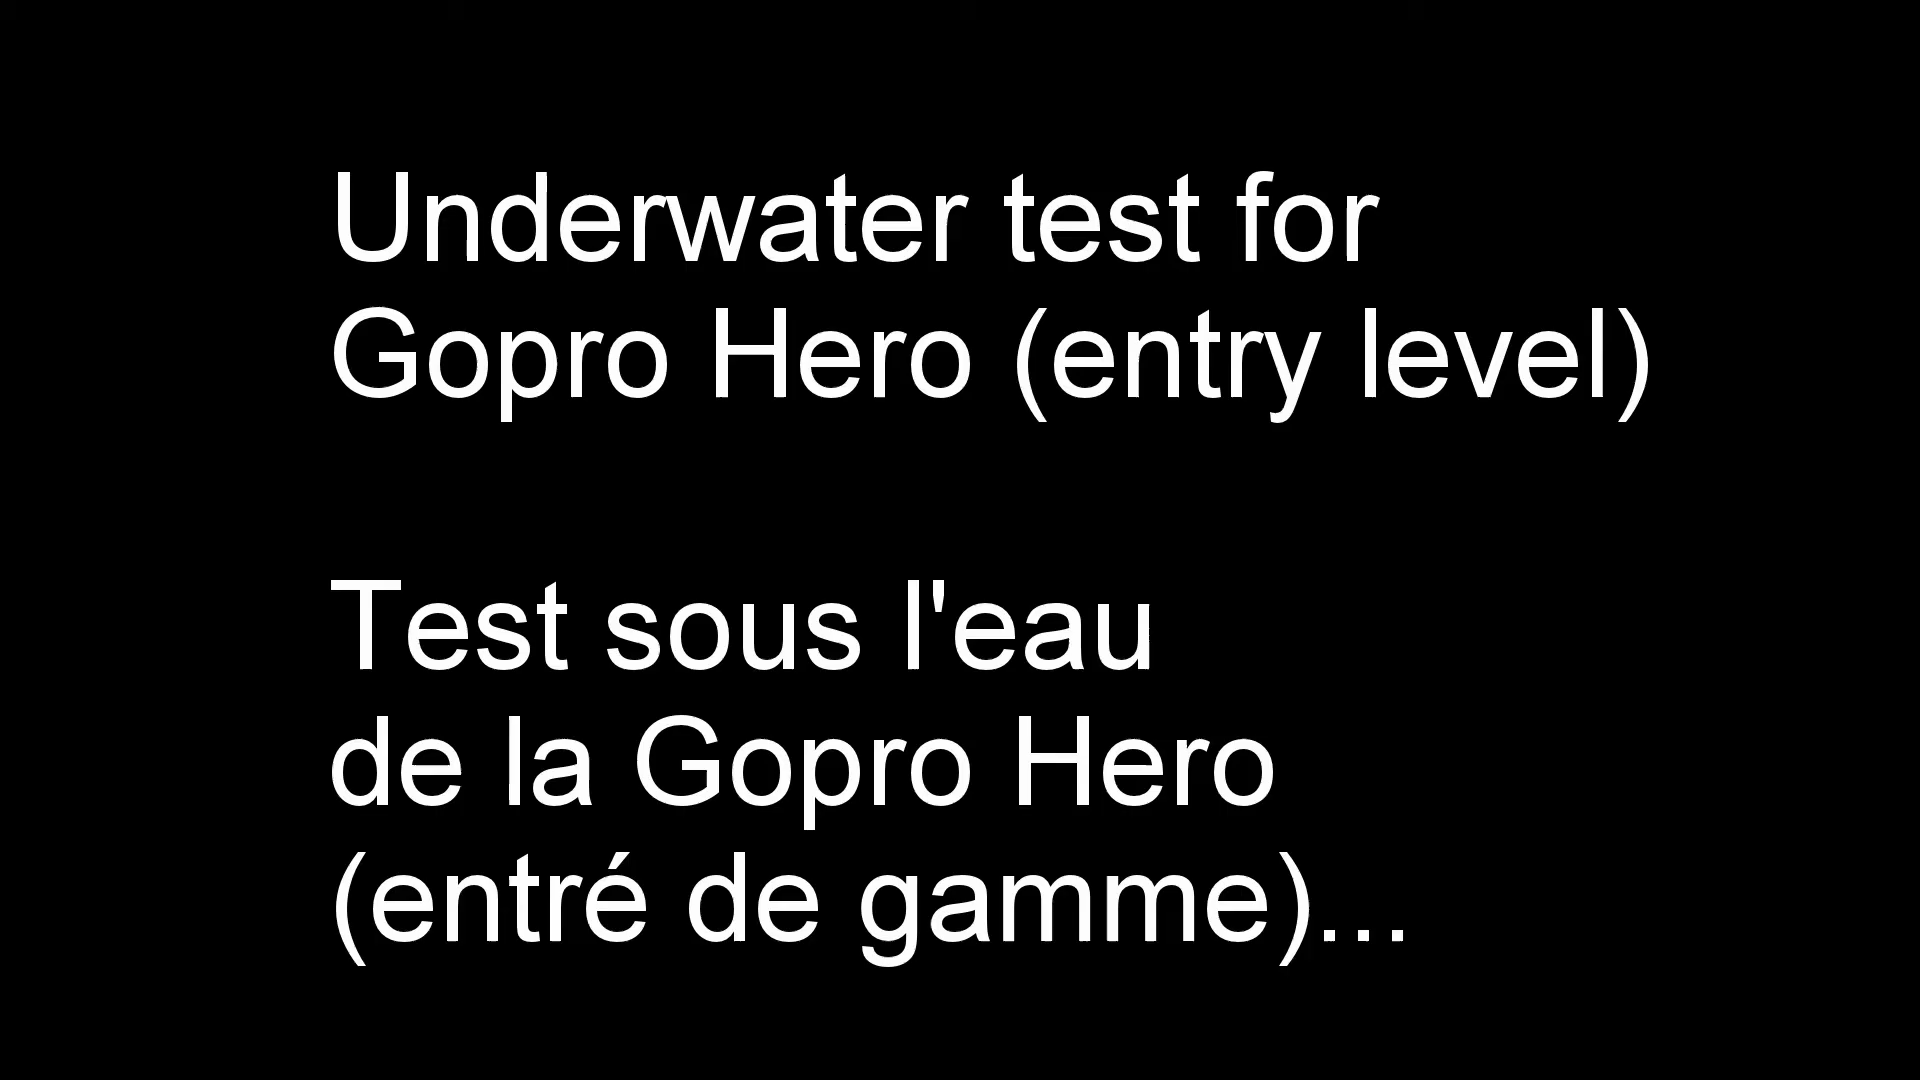 Underwater test for
Gopro Hero (entry level)
Test sous l'eau
de la Gopro Hero
(entré de gamme)...